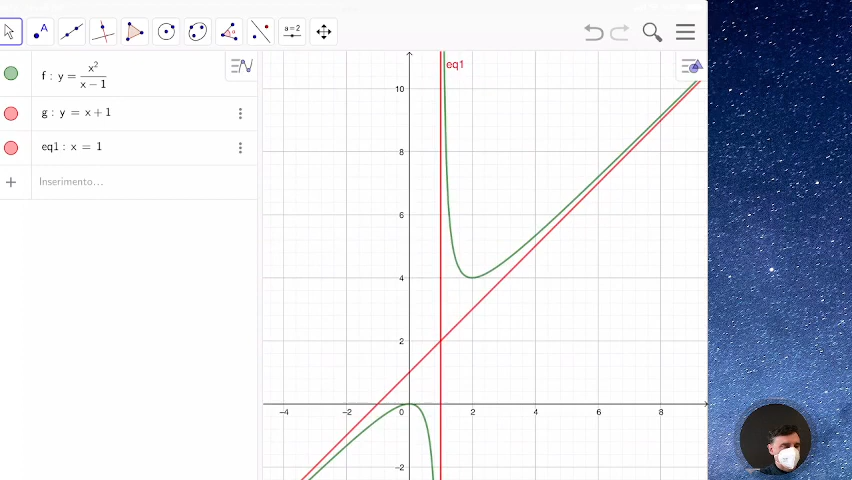 A
a = 2
f : y = x² / x − 1
g : y = x + 1
eq1 : x = 1
Inserimento…
eq1
10
8
6
4
2
−2
−4
−2
0
2
4
6
8